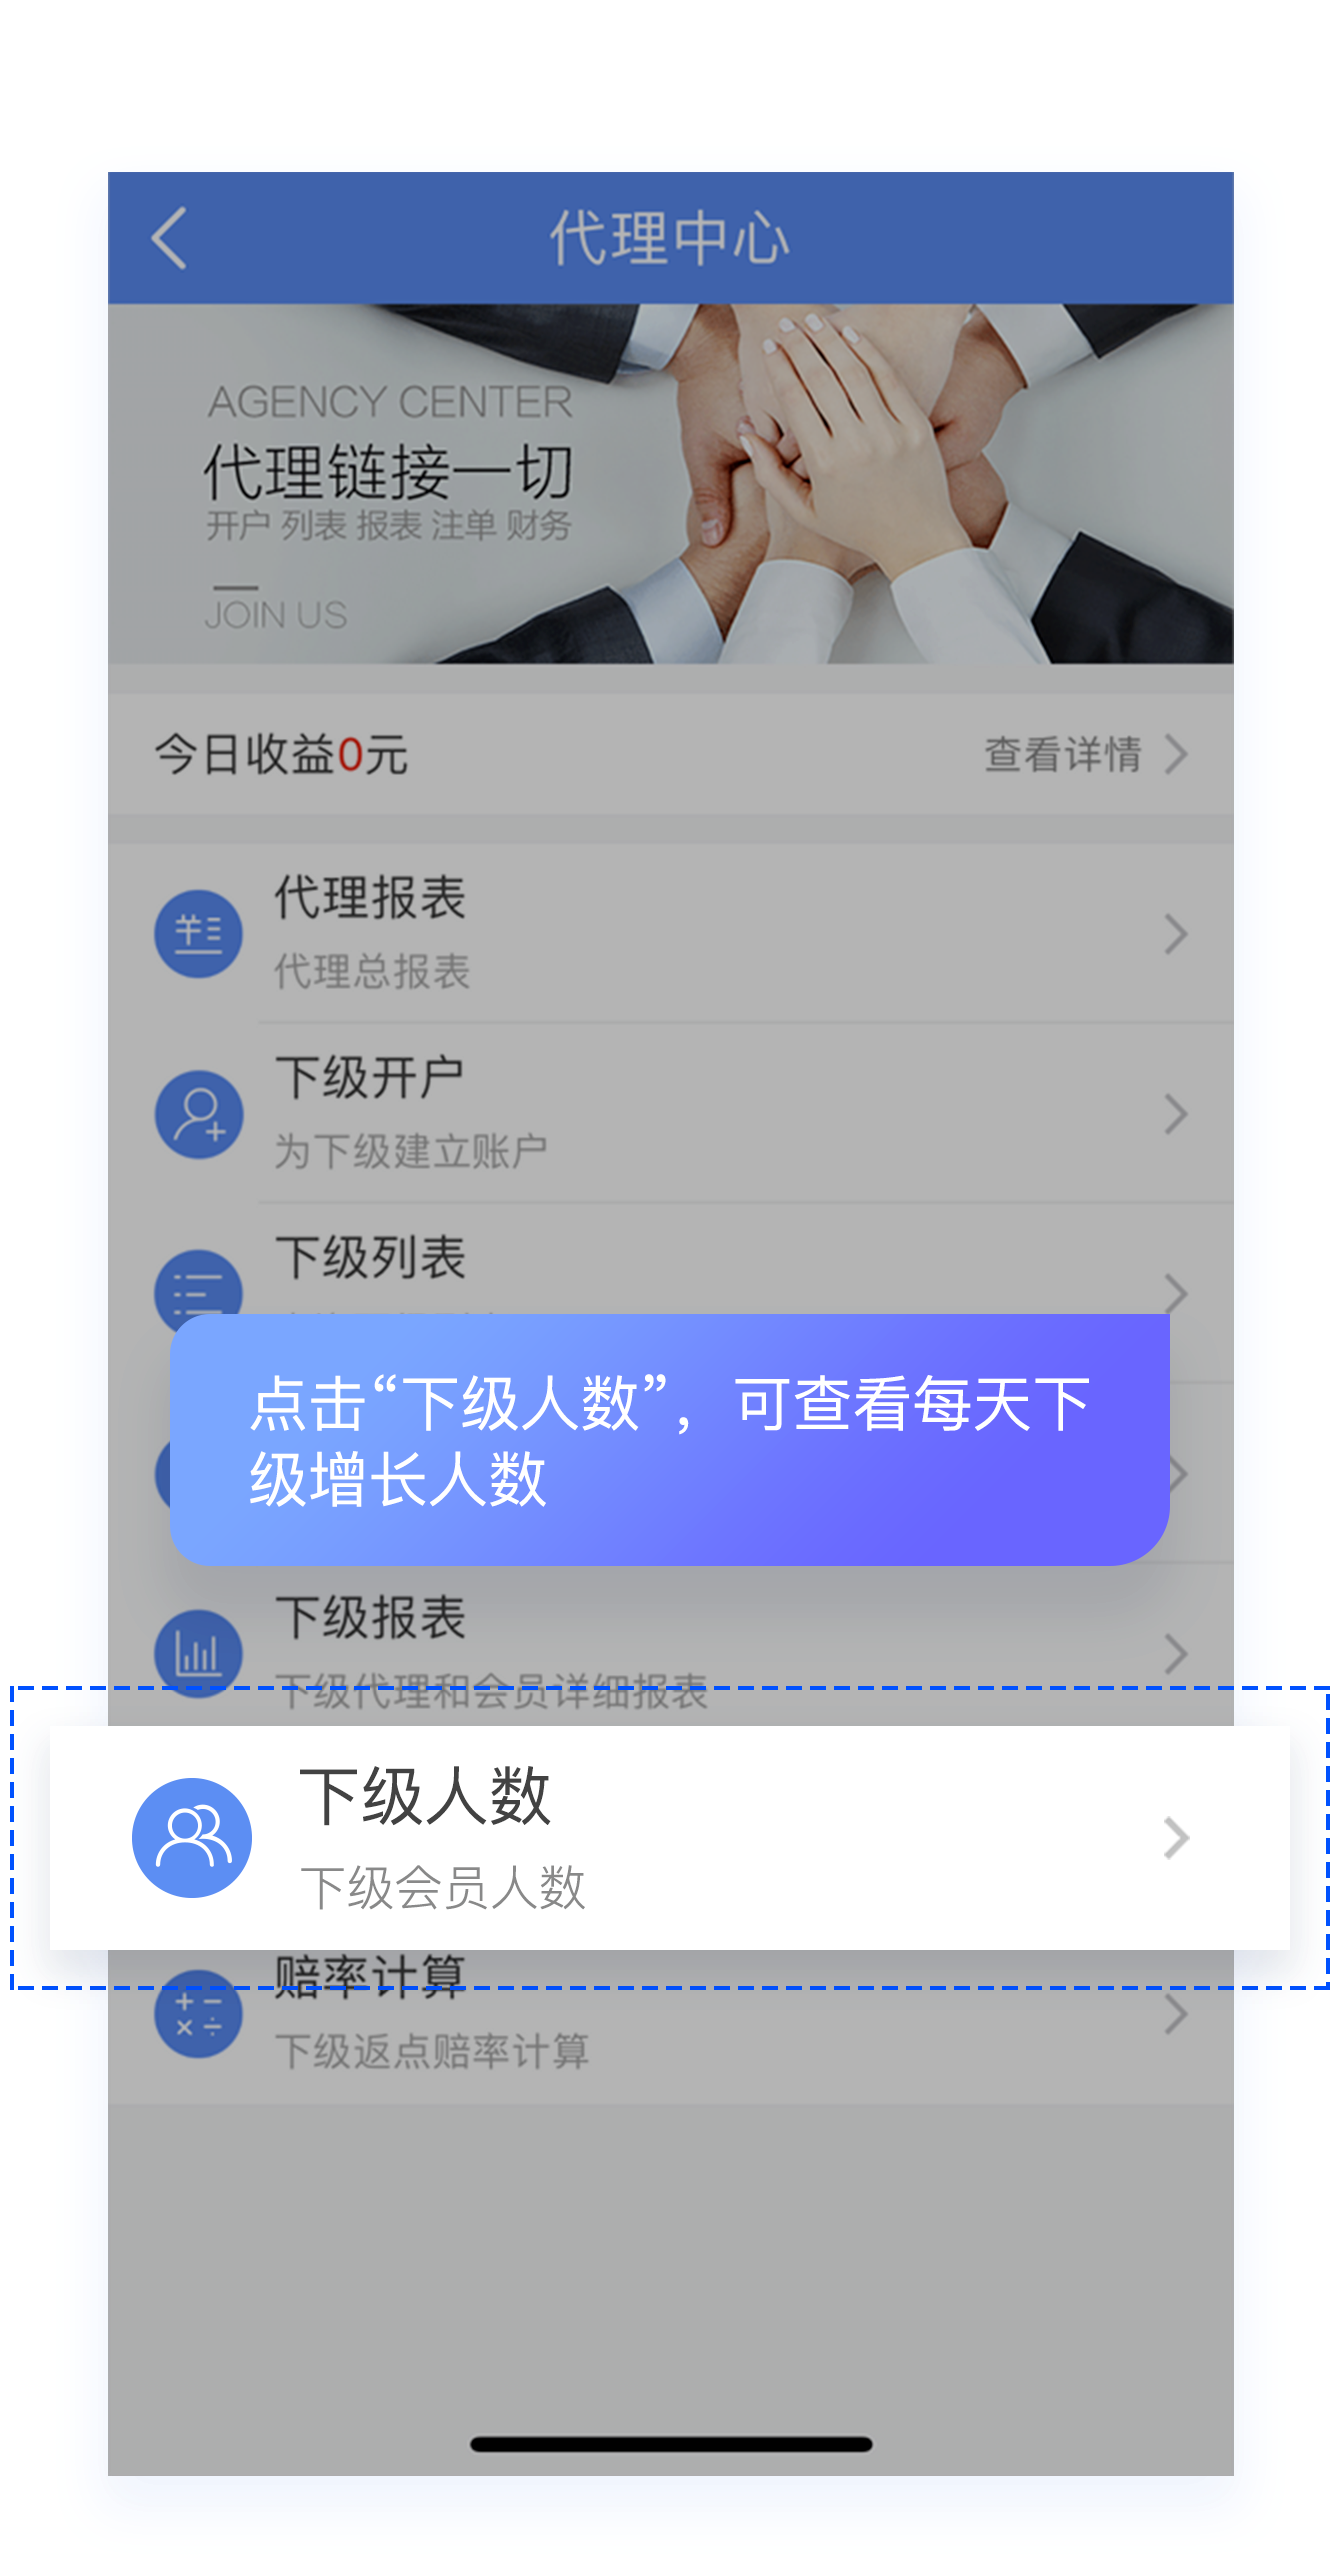 代理中心
AGENCY CENTER
代理链接一切
开户 列表 报表 注单 财务
JOIN US
今日收益0元
查看详情
代理报表
代理总报表
下级开户
为下级建立账户
下级列表
点击“下级人数”，可查看每天下
级增长人数
下级报表
下级代理和会员详细报表
下级人数
下级会员人数
赔率计算
下级返点赔率计算